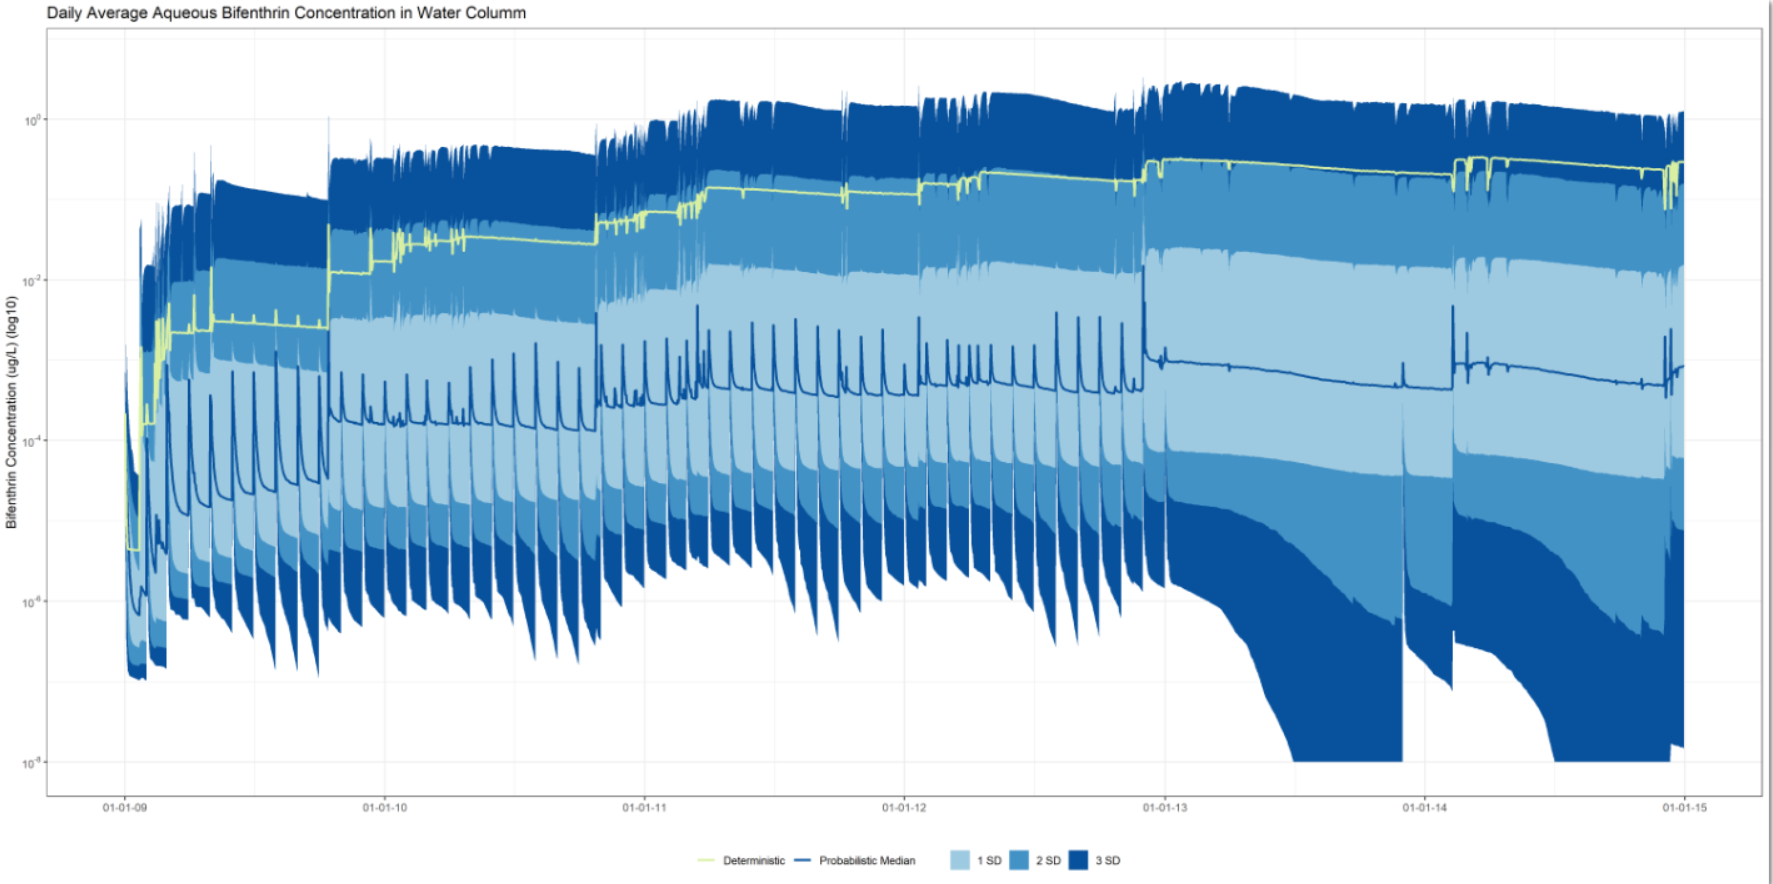 Daily Average Aqueous Bifenthrin Concentration in Water Columm
Bifenthrin Concentration (ug/L) (log10)
10⁰
10⁻²
10⁻⁴
10⁻⁶
10⁻⁸
01-01-09 01-01-10 01-01-11 01-01-12 01-01-13 01-01-14 01-01-15
Deterministic Probabilistic Median 1 SD 2 SD 3 SD